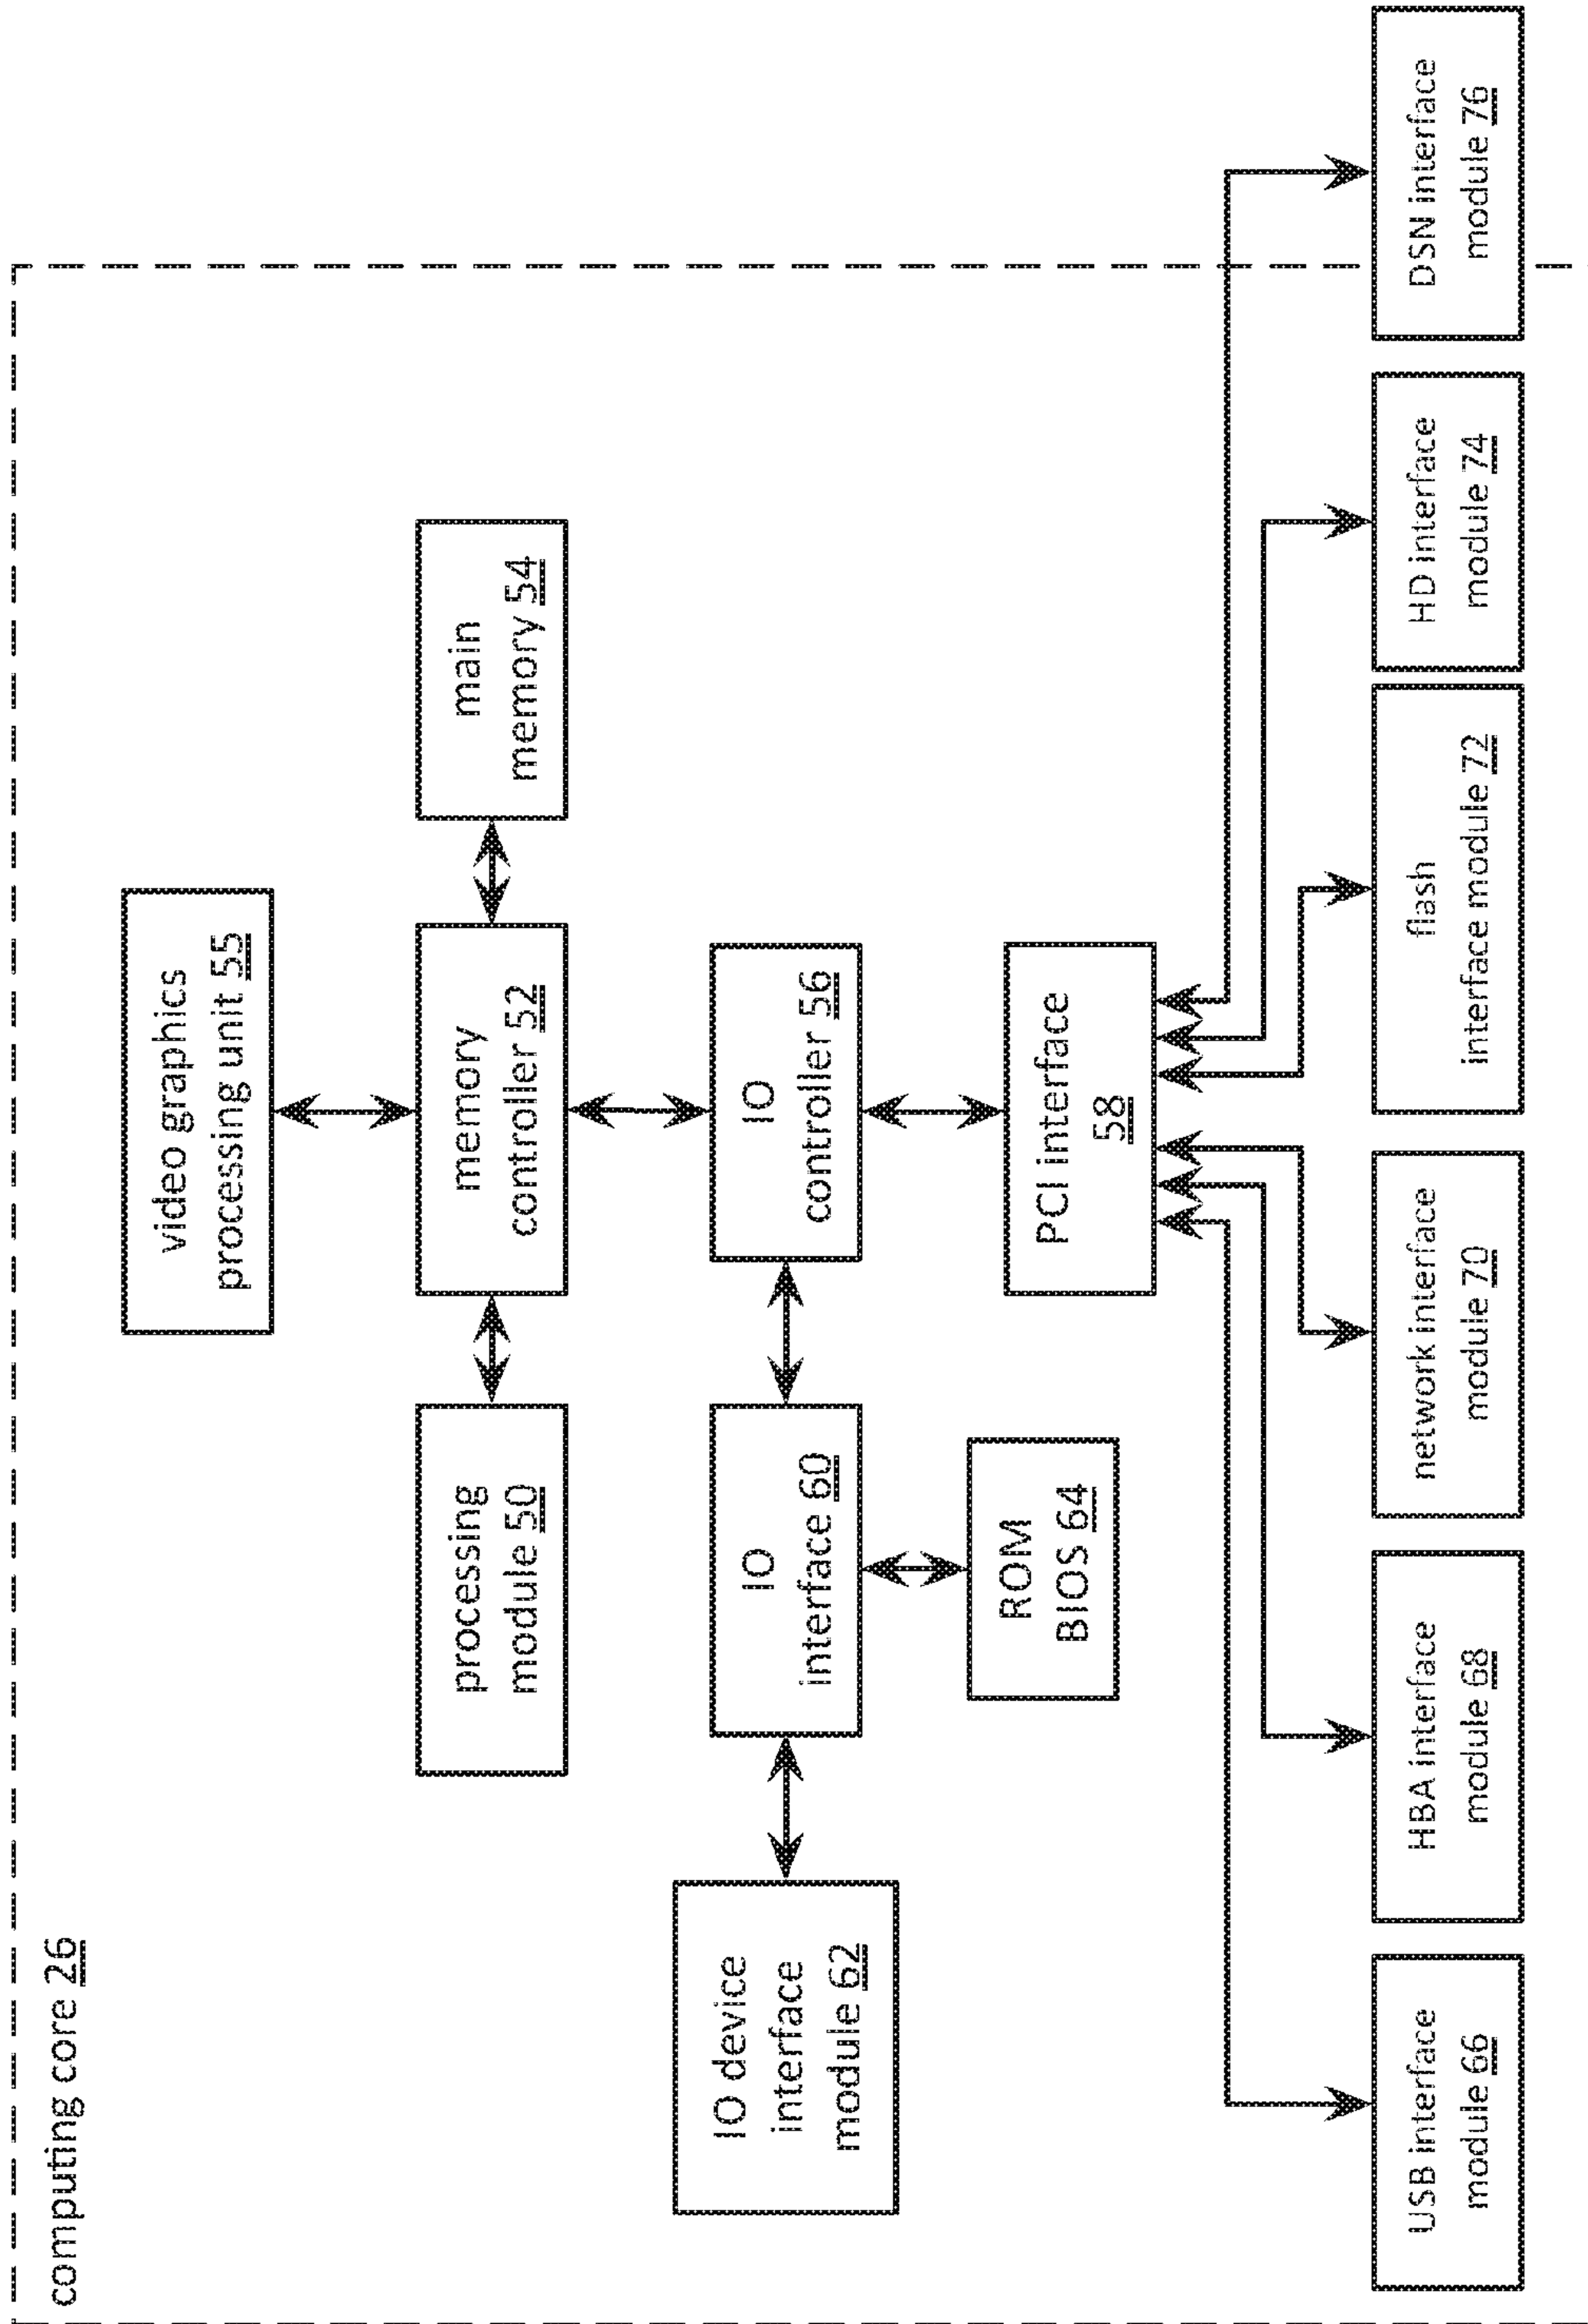 computing core 26
video graphics
processing unit 55
processing
module 50
memory
controller 52
main
memory 54
IO device
interface
module 62
IO
interface 60
IO
controller 56
ROM
BIOS 64
PCI interface
58
USB interface
module 66
HBA interface
module 68
network interface
module 70
flash
interface module 72
HD interface
module 74
DSN interface
module 76